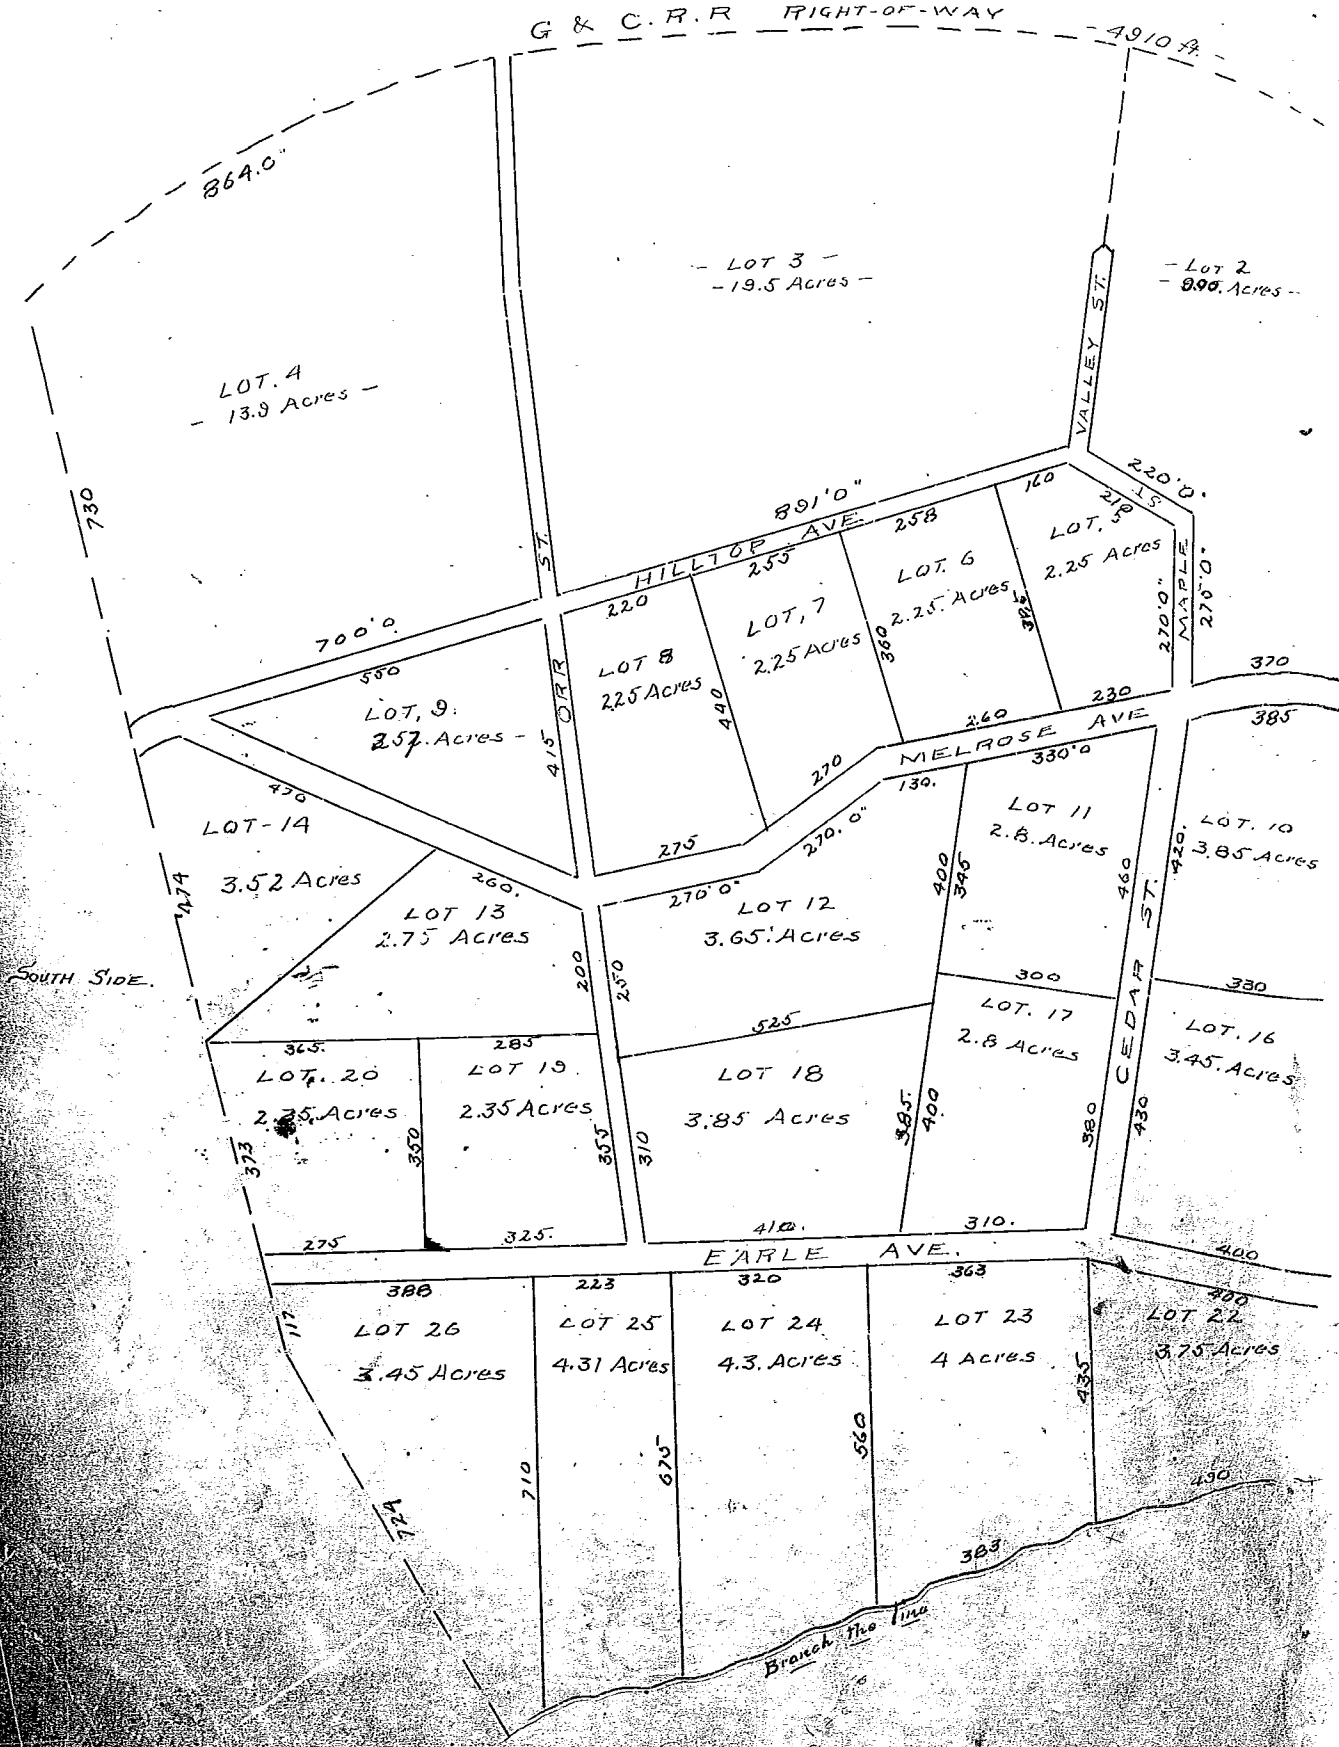 G & C.R.R RIGHT-OF-WAY
- 4910 ft. -
864.0"
- LOT 3 -
- 19.5 Acres -
- LOT 2
Acres -
LOT. 4
- 13.9 Acres -
VALLEY ST.
730
ST.
891'0"
HILLTOP AVE.
220
255
258
160
220'0"
210
ST
LOT, 5
2.25 Acres
LOT. 6
2.25. Acres
LOT, 7
2.25 Acres
LOT 8
225 Acres
MAPLE
270'0"
275'0"
700'0
550
LOT, 9.
2.57. Acres -
ORR
415
440
360
385
230
260
MELROSE AVE
330'0
370
385
270
130.
275
270.0"
270'0"
470
LOT-14
3.52 Acres
474
260.
LOT 13
2.75 Acres
LOT 12
3.65. Acres
LOT 11
2.8. Acres
LOT. 10
3.85 Acres
400
345
460
420.
CEDAR ST.
SOUTH SIDE.
200
250
525
300
330
365.
285
LOT. 20
2.35. Acres
LOT 19.
2.35 Acres
LOT 18
3.85 Acres
LOT. 17
2.8 Acres
LOT. 16
3.45. Acres
373
350
355
310
385.
400
380
430
275
325.
410.
310.
EARLE AVE.
400
400
388
223
320
363
117
LOT 26
3.45 Acres
LOT 25
4.31 Acres
LOT 24
4.3. Acres
LOT 23
4 Acres
LOT 22
3.75 Acres
435
560
675
710
724
490
383
Branch the line